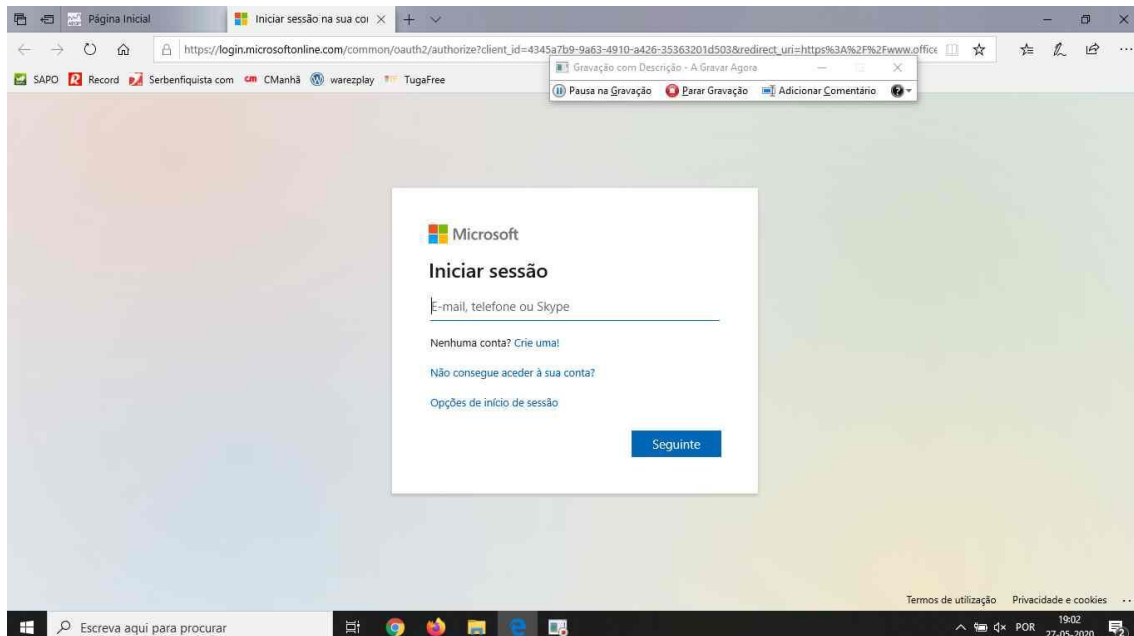 Página Inicial
Iniciar sessão na sua con
https://login.microsoftonline.com/common/oauth2/authorize?client_id=4345a7b9-9a63-4910-a426-35363201d503&redirect_uri=https%3A%2F%2Fwww.office
Gravação com Descrição - A Gravar Agora
SAPO Record Serbenfiquista com cm CManhã warezplay TugaFree
Pausa na Gravação Parar Gravação Adicionar Comentário
Microsoft
Iniciar sessão
E-mail, telefone ou Skype
Nenhuma conta? Crie uma!
Não consegue aceder à sua conta?
Opções de início de sessão
Seguinte
Termos de utilização Privacidade e cookies
Escreva aqui para procurar
POR
19:02
27-05-2020